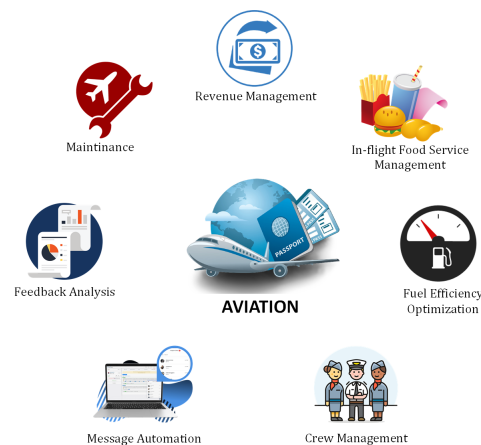 Revenue Management
Maintinance
In-flight Food Service
Management
PASSPORT
Feedback Analysis
AVIATION
Fuel Efficiency
Optimization
Message Automation
Crew Management